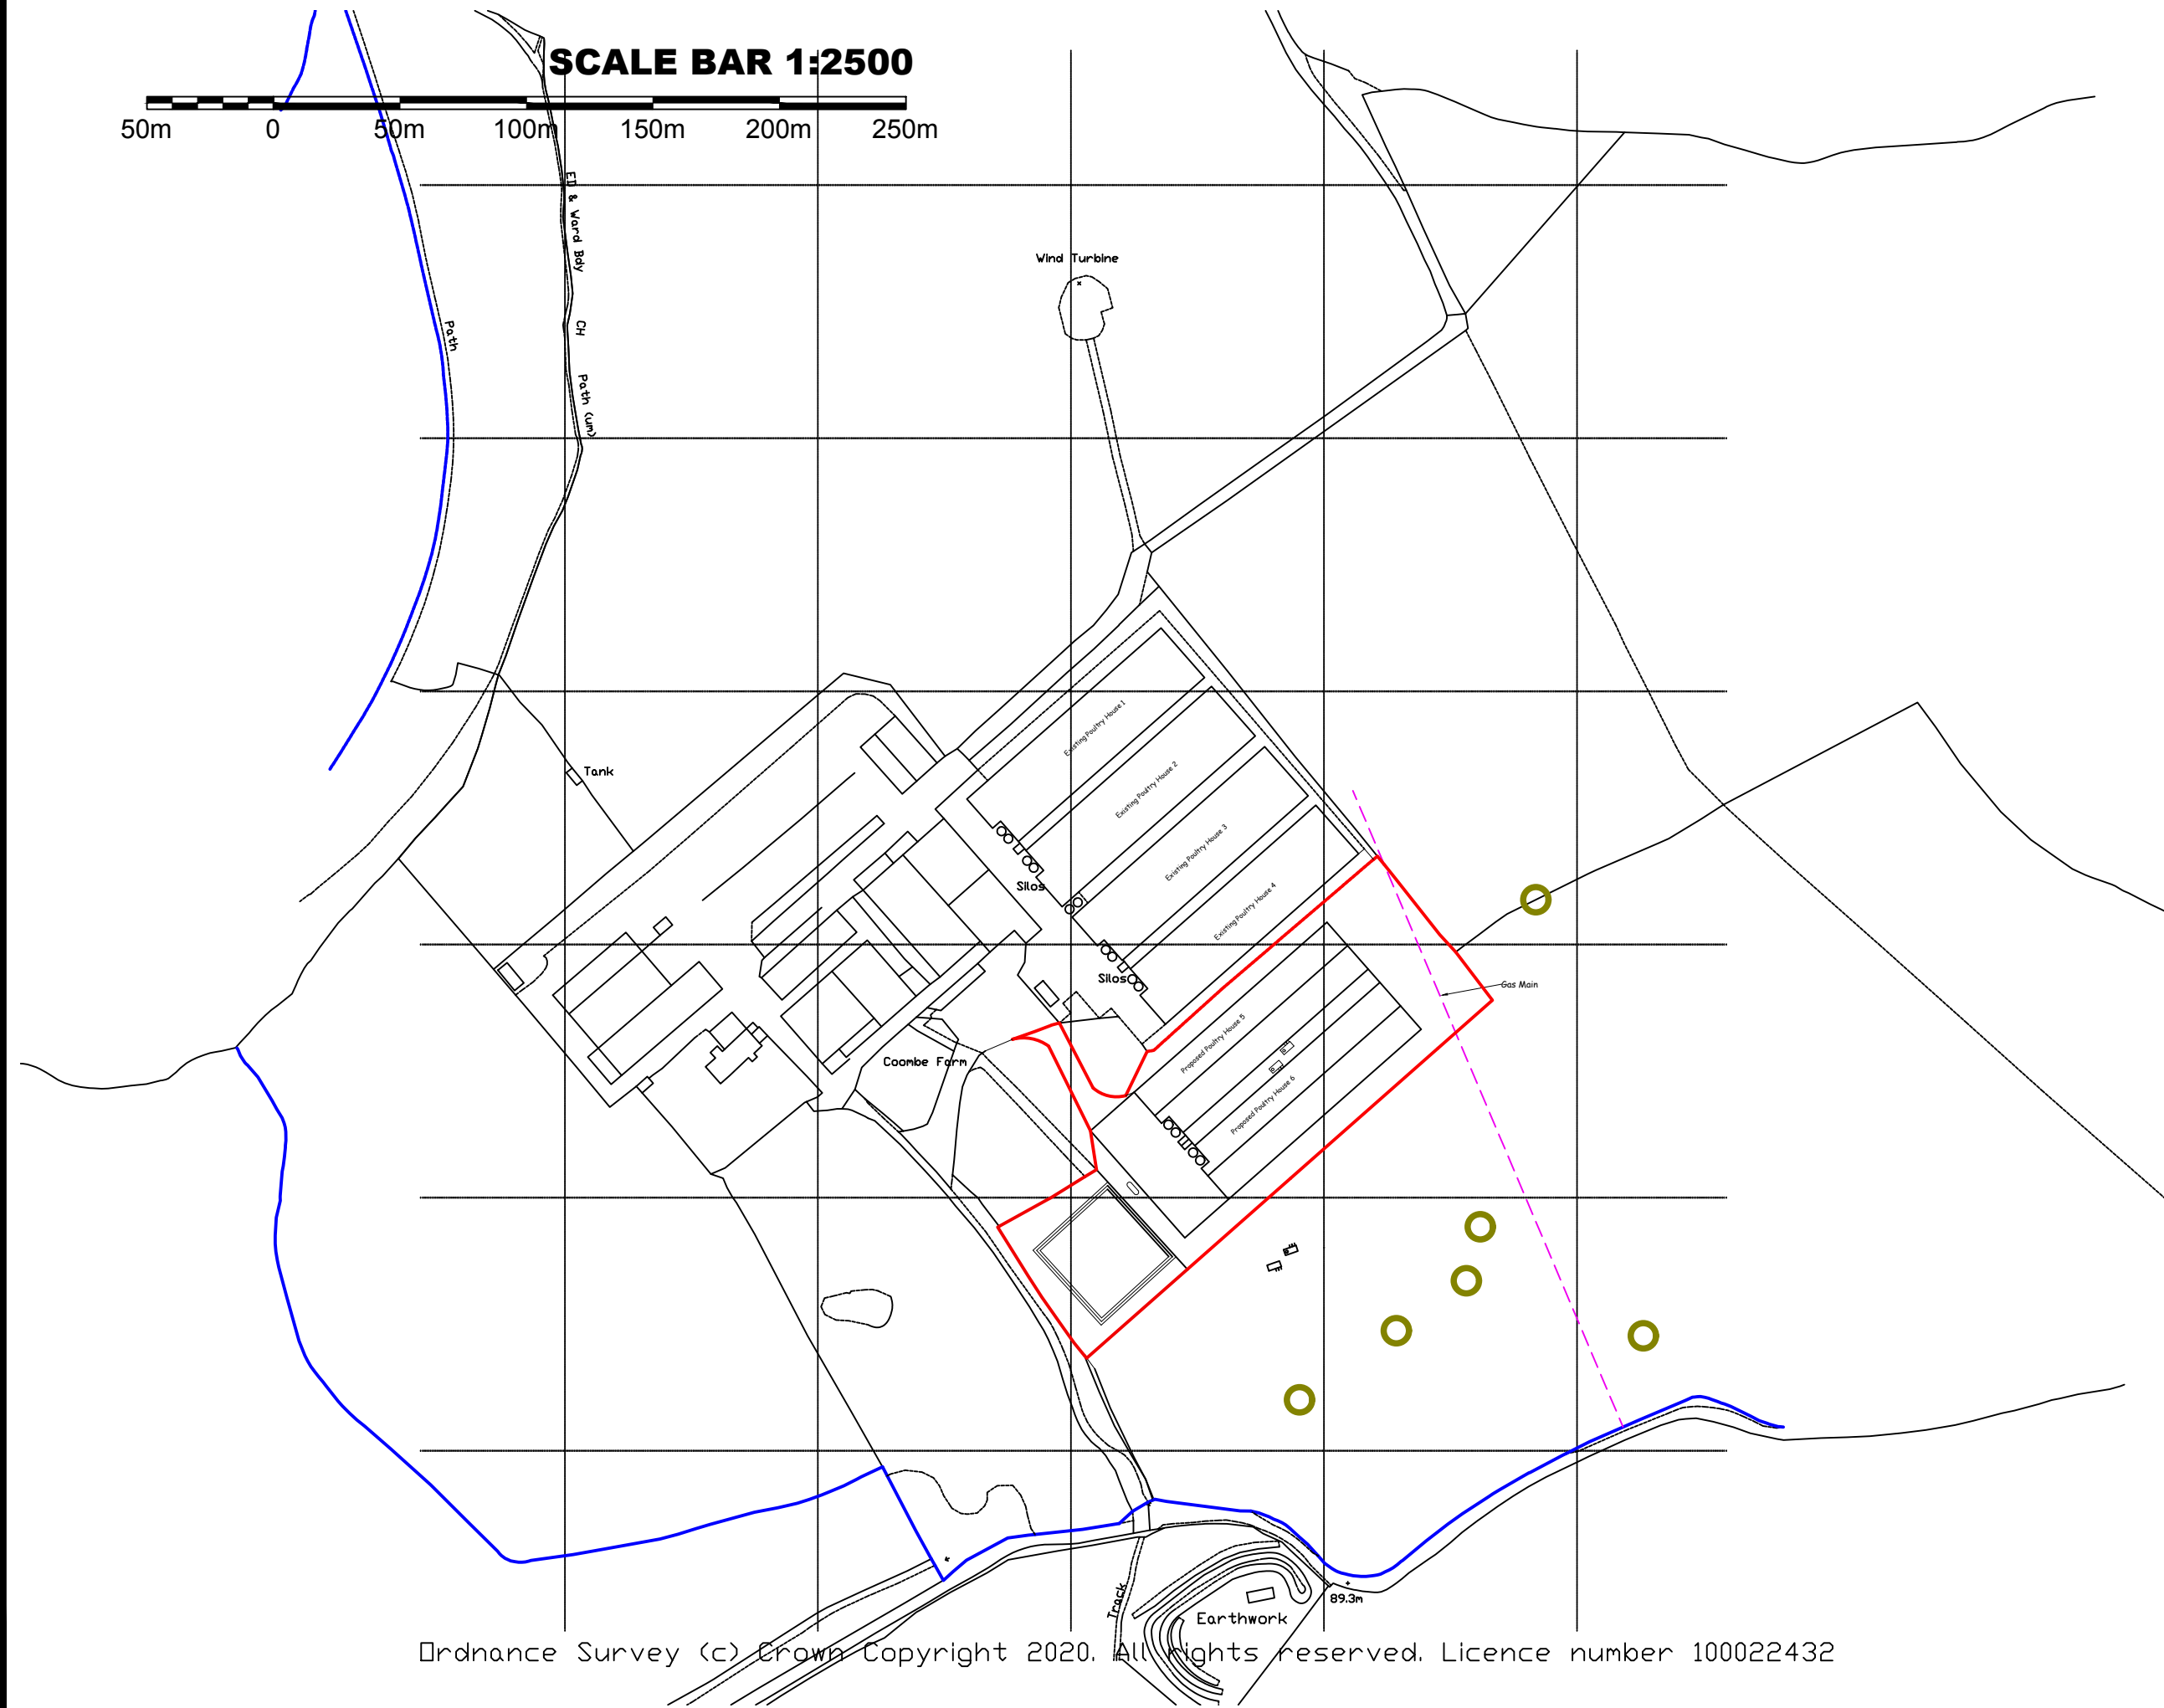 SCALE BAR 1:2500
50m 0 50m 100m 150m 200m 250m
ED & Ward Bdy
CH
Path (um)
Path
Wind Turbine
Existing Poultry House 1
Existing Poultry House 2
Existing Poultry House 3
Existing Poultry House 4
Tank
Silos
Silos
Gas Main
Coombe Farm
Proposed Poultry House 5
Proposed Poultry House 6
Track
89.3m
Earthwork
Ordnance Survey (c) Crown Copyright 2020. All rights reserved. Licence number 100022432